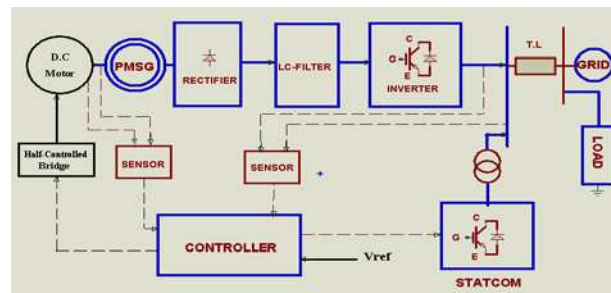 D.C
Motor
PMSG
RECTIFIER
LC-FILTER
C
G
E
INVERTER
T.L
GRID
LOAD
Half-Controlled
Bridge
SENSOR
SENSOR
CONTROLLER
Vref
C
G
E
STATCOM